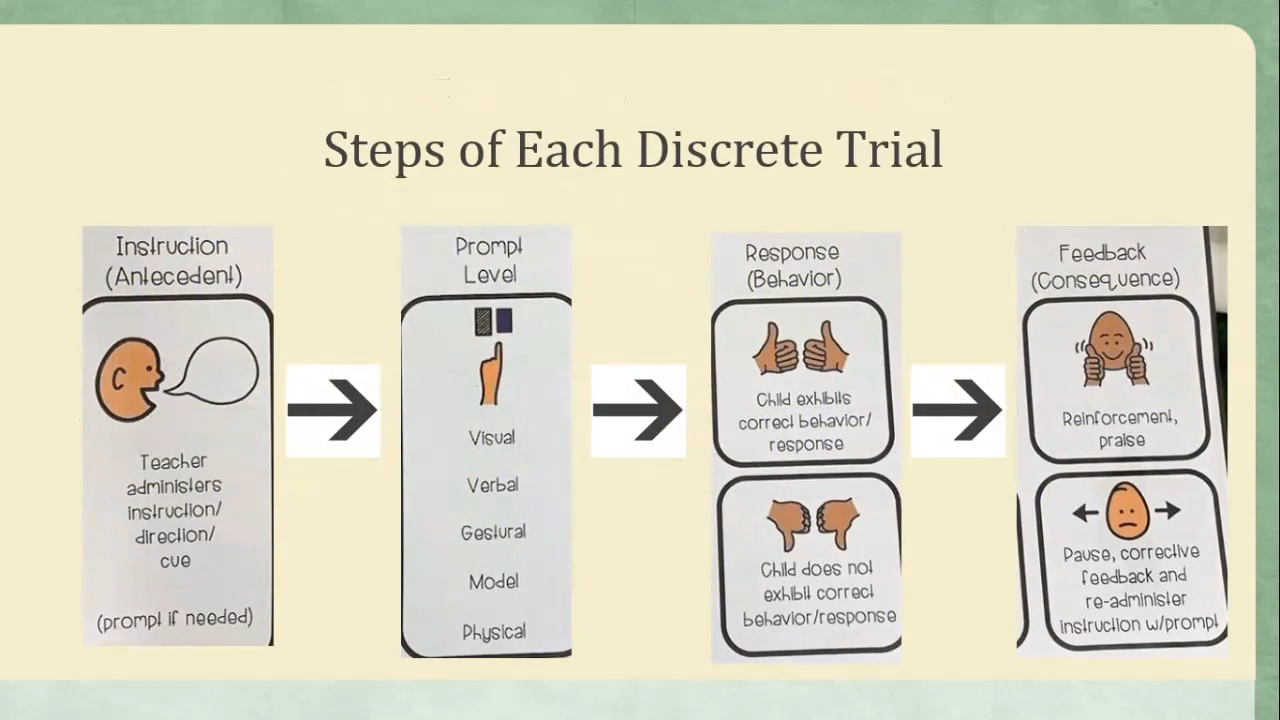 Steps of Each Discrete Trial
Instruction
(Antecedent)
Teacher
administers
instruction/
direction/
cue
(prompt if needed)
Prompt
Level
Visual
Verbal
Gestural
Model
Physical
Response
(Behavior)
Child exhibits
correct behavior/
response
Child does not
exhibit correct
behavior/response
Feedback
(Consequence)
Reinforcement,
praise
Pause, corrective
feedback and
re-administer
instruction w/prompt